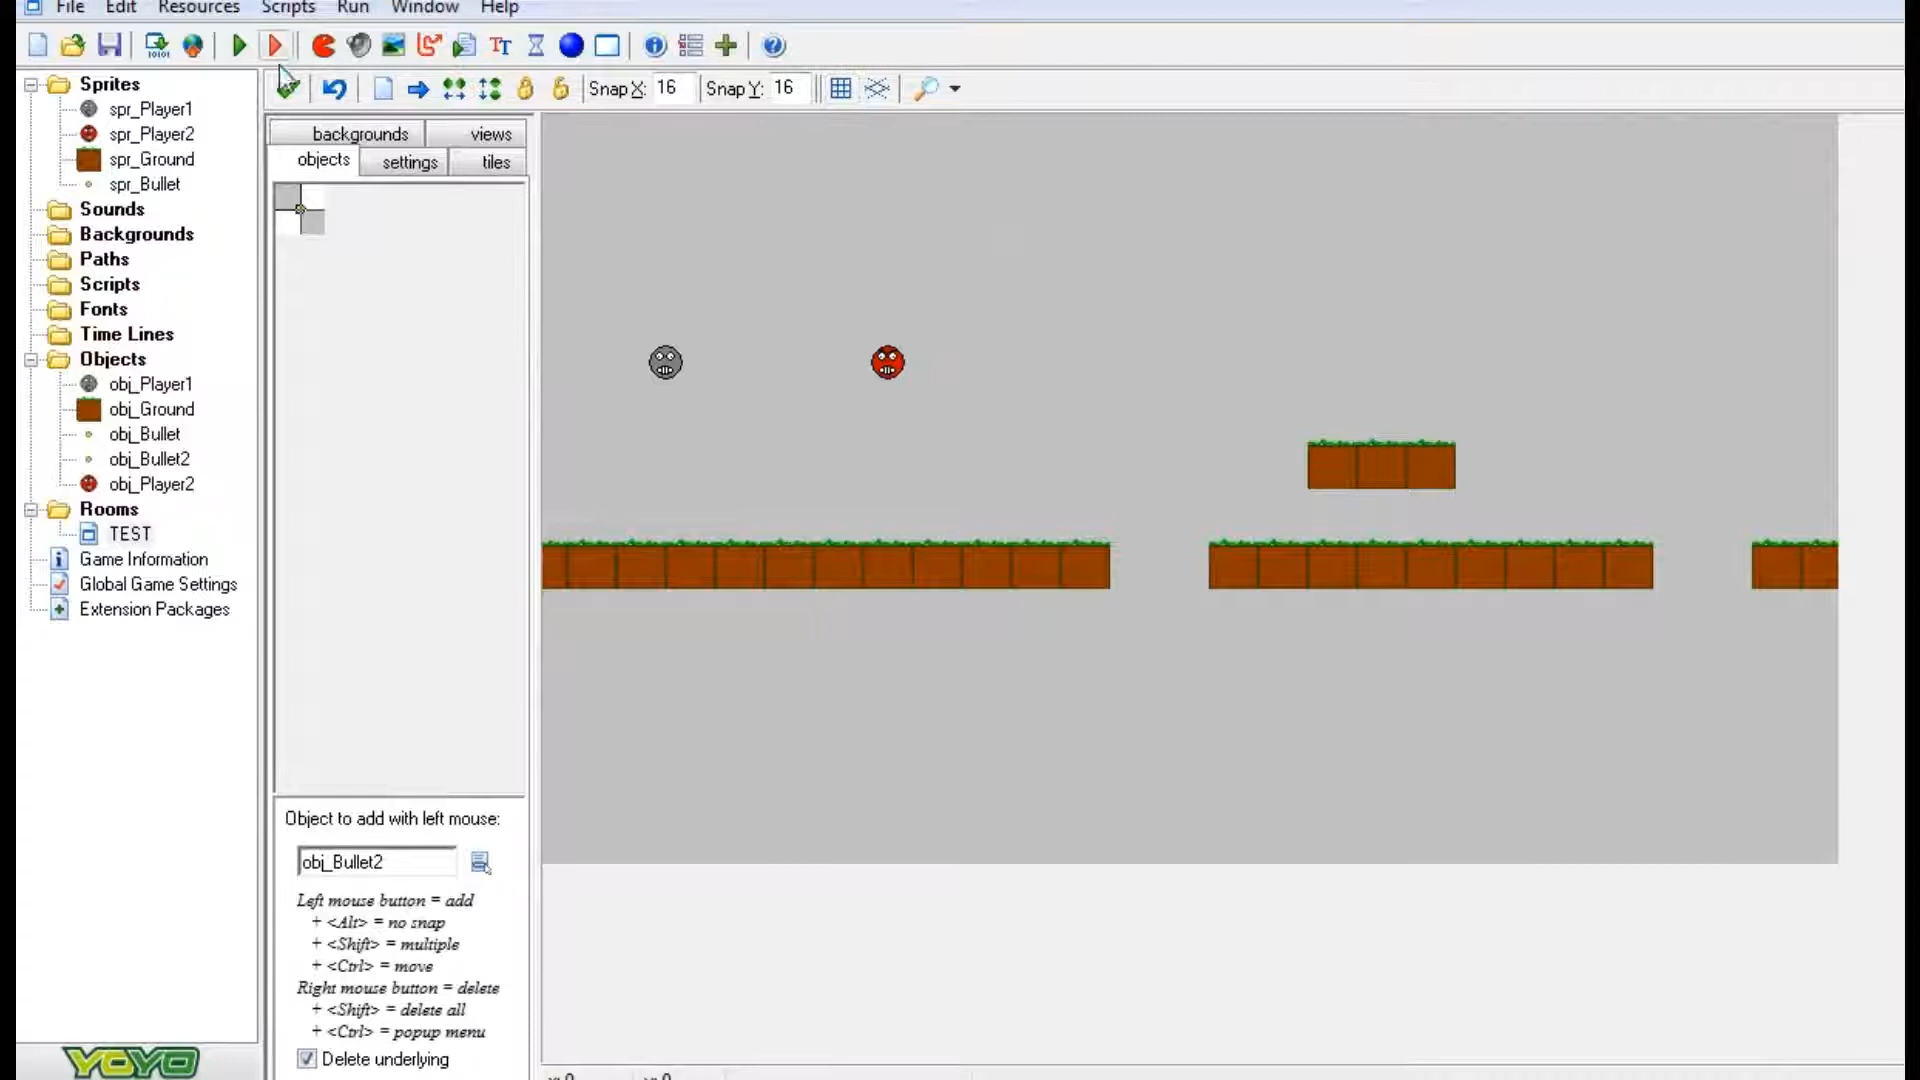 File Edit Resources Scripts Run Window Help
Snap X: 16 Snap Y: 16
Sprites
spr_Player1
spr_Player2
spr_Ground
spr_Bullet
Sounds
Backgrounds
Paths
Scripts
Fonts
Time Lines
Objects
obj_Player1
obj_Ground
obj_Bullet
obj_Bullet2
obj_Player2
Rooms
TEST
Game Information
Global Game Settings
Extension Packages
YOYO
backgrounds views
objects settings tiles
Object to add with left mouse:
obj_Bullet2
Left mouse button = add
+ <Alt> = no snap
+ <Shift> = multiple
+ <Ctrl> = move
Right mouse button = delete
+ <Shift> = delete all
+ <Ctrl> = popup menu
Delete underlying